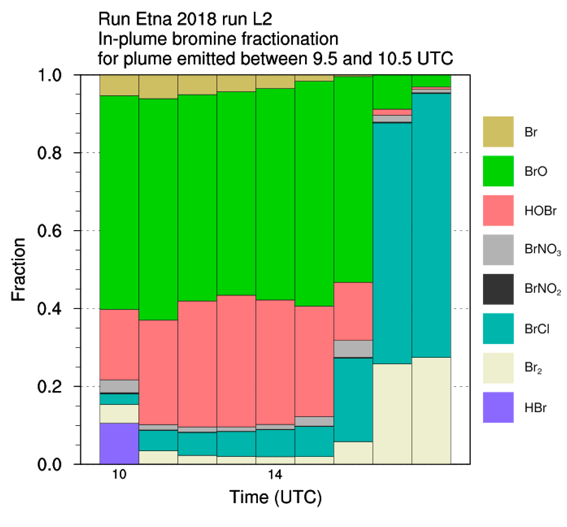 Run Etna 2018 run L2
In-plume bromine fractionation
for plume emitted between 9.5 and 10.5 UTC
1.0
0.8
0.6
0.4
0.2
0.0
Fraction
10
14
Time (UTC)
Br
BrO
HOBr
BrNO₃
BrNO₂
BrCl
Br₂
HBr